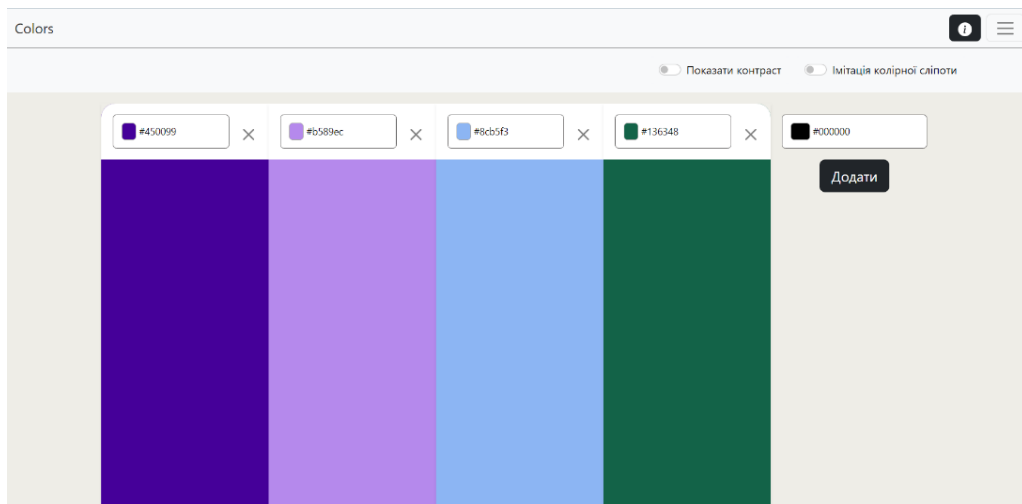 Colors
Показати контраст Імітація колірної сліпоти
#450099 #b589ec #8cb5f3 #136348 #000000
Додати